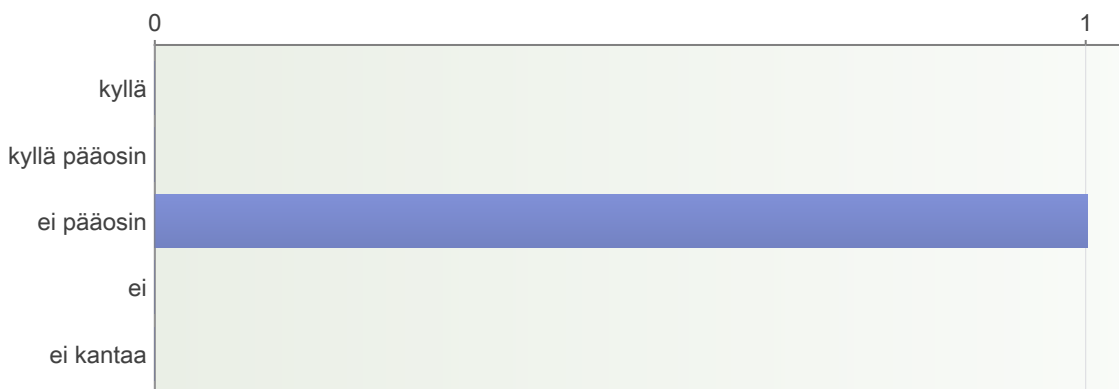 0 1
kyllä
kyllä pääosin
ei pääosin
ei
ei kantaa